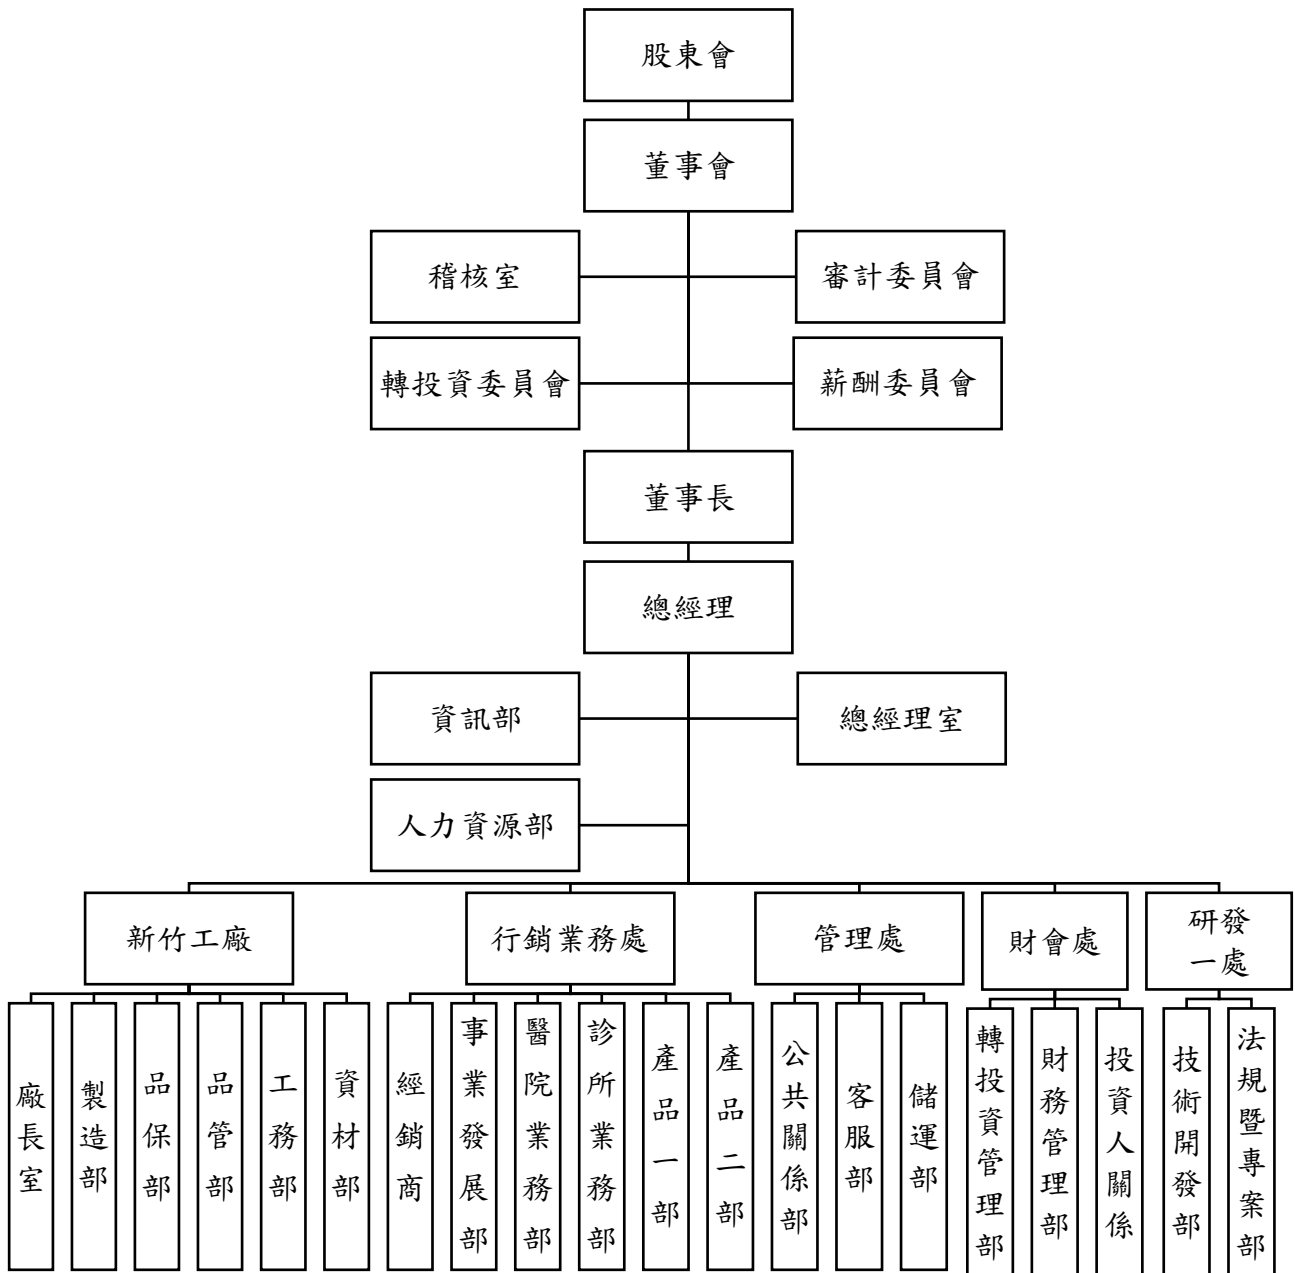 股東會
董事會
稽核室
審計委員會
轉投資委員會
薪酬委員會
董事長
總經理
資訊部
總經理室
人力資源部
新竹工廠
行銷業務處
管理處
財會處
研發
一處
廠長室
製造部
品保部
品管部
工務部
資材部
經銷商
事業發展部
醫院業務部
診所業務部
產品一部
產品二部
公共關係部
客服部
儲運部
轉投資管理部
財務管理部
投資人關係
技術開發部
法規暨專案部